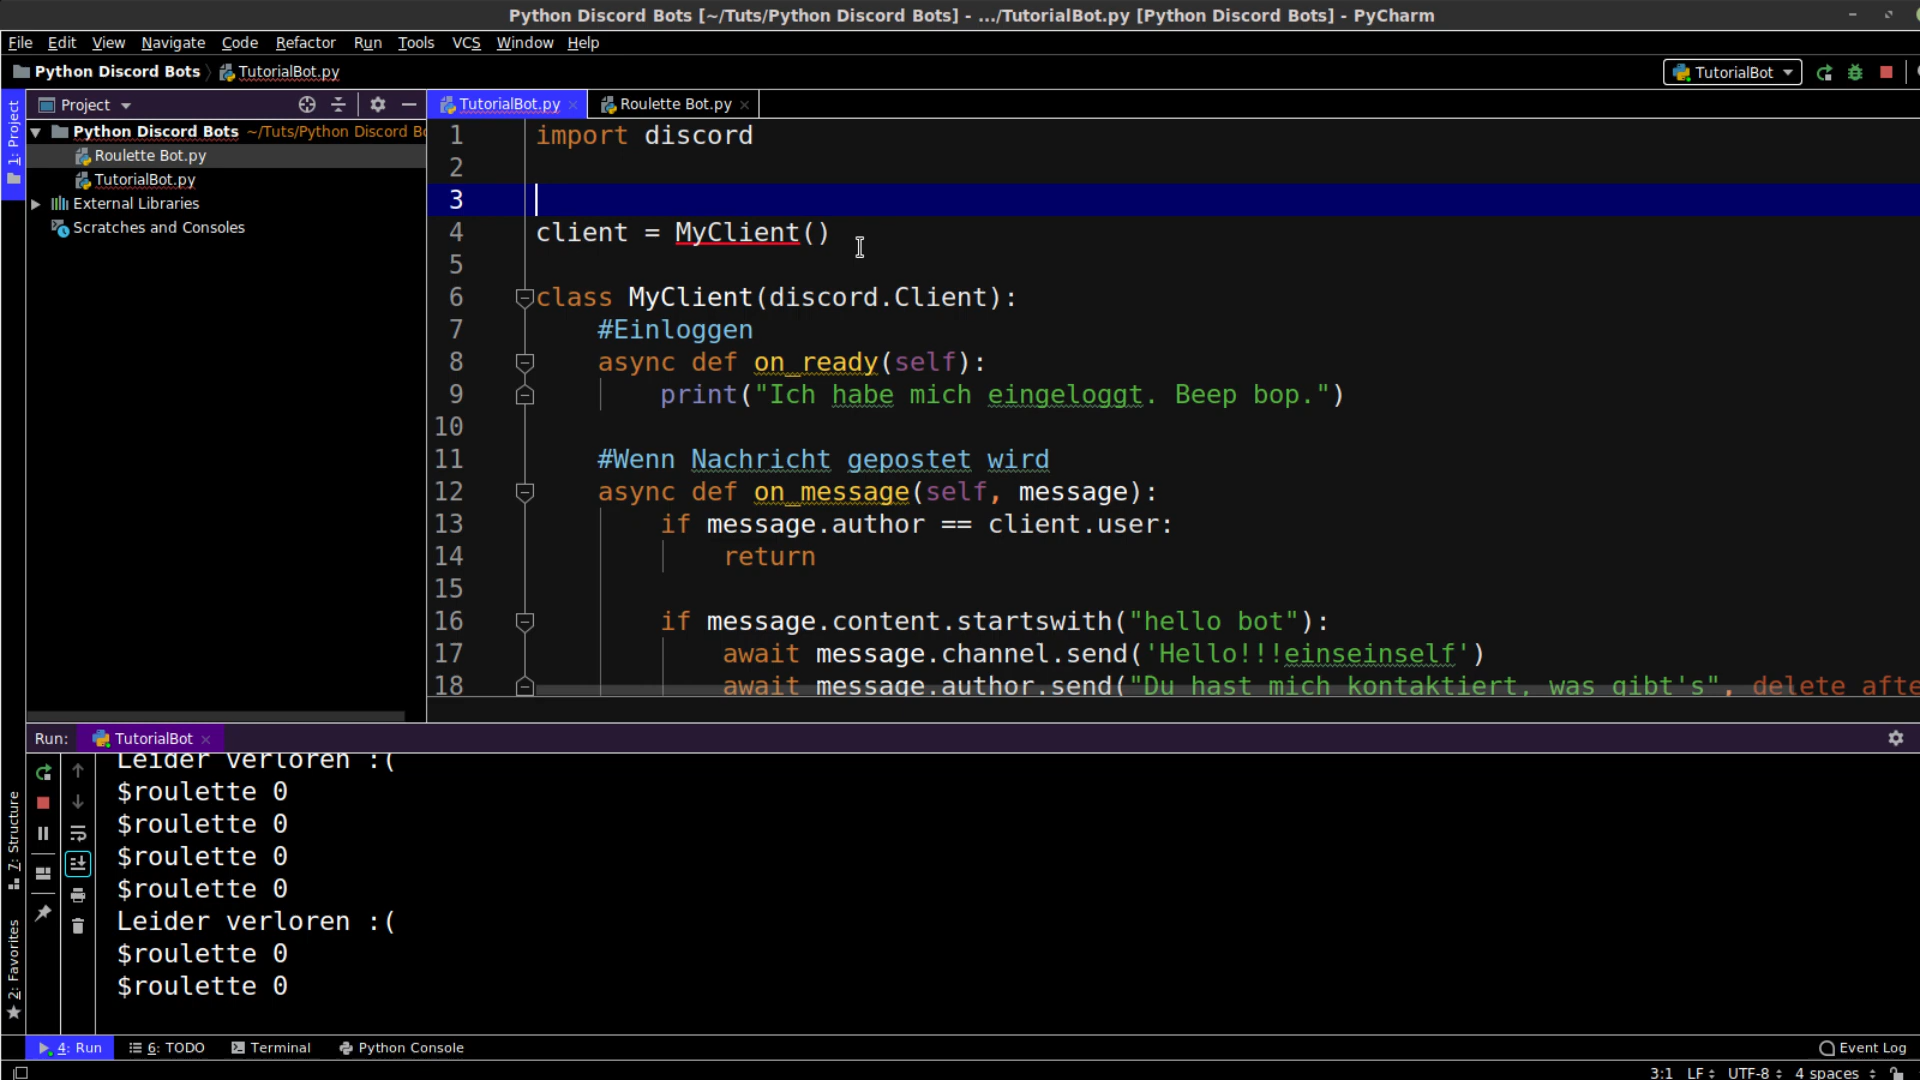 Python Discord Bots [~/Tuts/Python Discord Bots] - .../TutorialBot.py [Python Discord Bots] - PyCharm
File Edit View Navigate Code Refactor Run Tools VCS Window Help
Python Discord Bots TutorialBot.py TutorialBot
1: Project
Project
TutorialBot.py Roulette Bot.py
Python Discord Bots ~/Tuts/Python Discord
Roulette Bot.py
TutorialBot.py
External Libraries
Scratches and Consoles
1 import discord
2
3
4 client = MyClient()
5
6 class MyClient(discord.Client):
7 #Einloggen
8 async def on_ready(self):
9 print("Ich habe mich eingeloggt. Beep bop.")
10
11 #Wenn Nachricht gepostet wird
12 async def on_message(self, message):
13 if message.author == client.user:
14 return
15
16 if message.content.startswith("hello bot"):
17 await message.channel.send('Hello!!!einseinself')
18 await message.author.send("Du hast mich kontaktiert, was gibt's", delete_afte
Run: TutorialBot
Leider verloren :(
$roulette 0
$roulette 0
$roulette 0
$roulette 0
Leider verloren :(
$roulette 0
$roulette 0
7: Structure
2: Favorites
4: Run 6: TODO Terminal Python Console Event Log
3:1 LF UTF-8 4 spaces